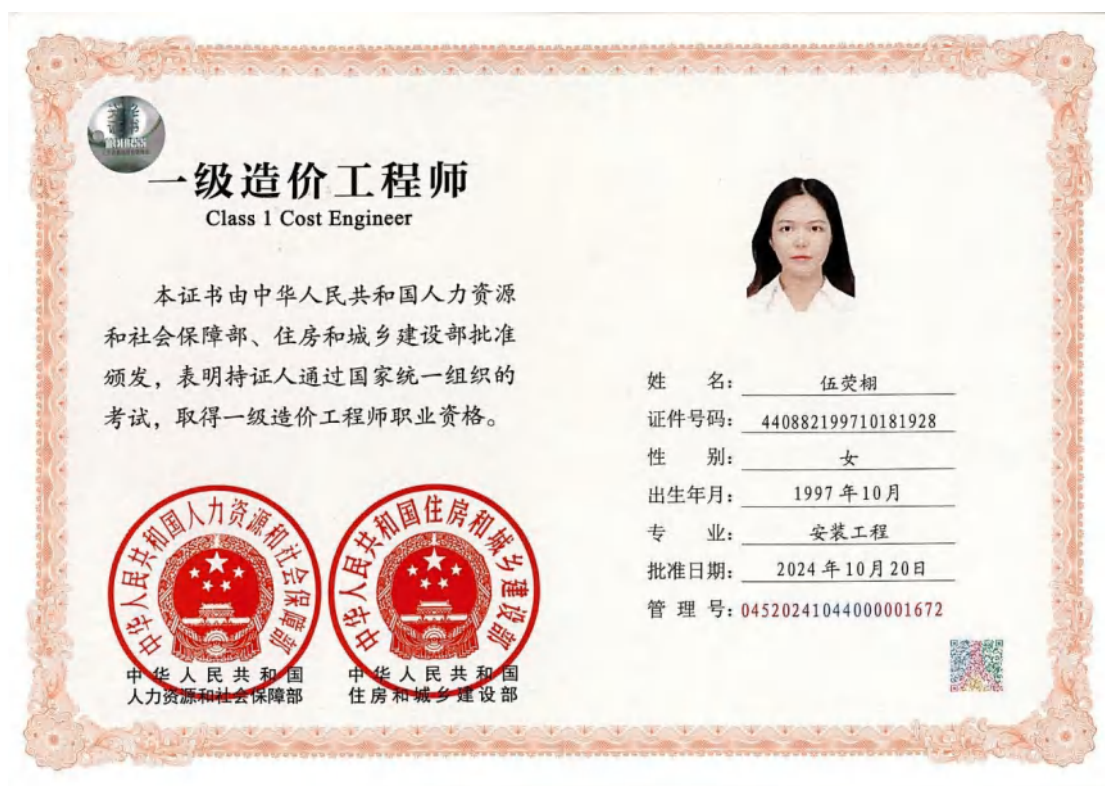 一级造价工程师
Class 1 Cost Engineer
本证书由中华人民共和国人力资源
和社会保障部、住房和城乡建设部批准
颁发，表明持证人通过国家统一组织的
考试，取得一级造价工程师职业资格。
中华人民共和国人力资源和社会保障部
中华人民共和国住房和城乡建设部
中华人民共和国
人力资源和社会保障部
中华人民共和国
住房和城乡建设部
姓 名： 伍荧栩
证件号码： 440882199710181928
性 别： 女
出生年月： 1997年10月
专 业： 安装工程
批准日期： 2024年10月20日
管 理 号： 04520241044000001672